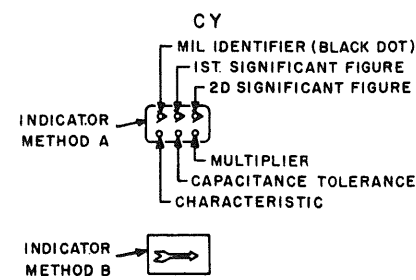 CY
MIL IDENTIFIER (BLACK DOT)
1ST. SIGNIFICANT FIGURE
2D SIGNIFICANT FIGURE
INDICATOR
METHOD A
MULTIPLIER
CAPACITANCE TOLERANCE
CHARACTERISTIC
INDICATOR
METHOD B